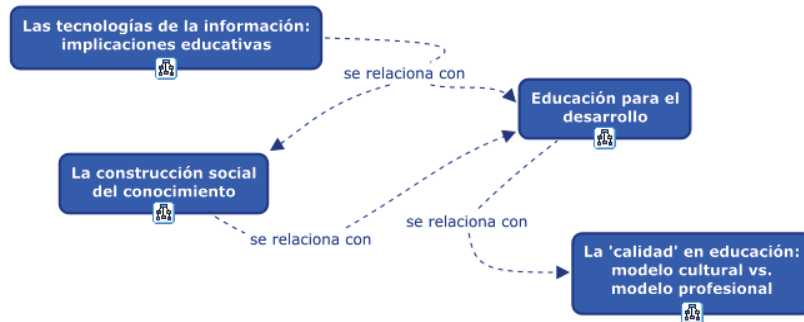 Las tecnologías de la información:
implicaciones educativas
se relaciona con
Educación para el
desarrollo
La construcción social
del conocimiento
se relaciona con
se relaciona con
La 'calidad' en educación:
modelo cultural vs.
modelo profesional